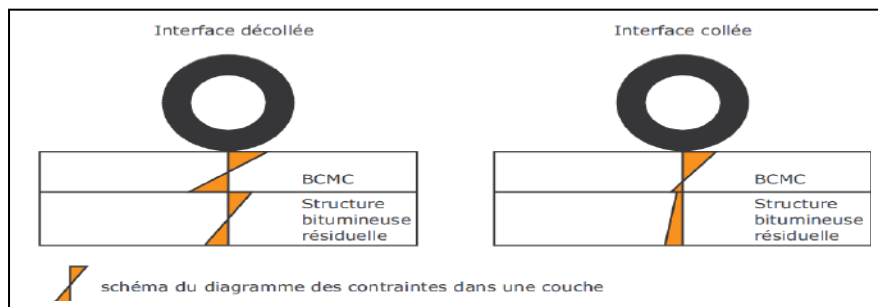 Interface décollée
Interface collée
BCMC
Structure
bitumineuse
résiduelle
BCMC
Structure
bitumineuse
résiduelle
schéma du diagramme des contraintes dans une couche